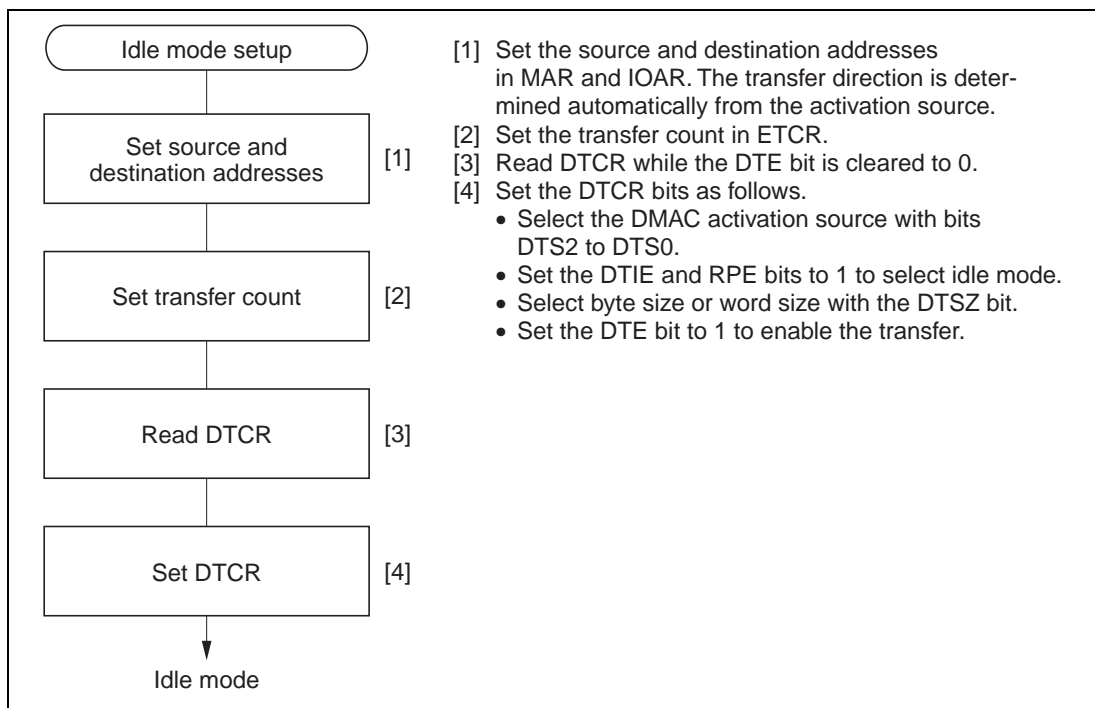 Idle mode setup
Set source and
destination addresses
[1]
Set transfer count
[2]
Read DTCR
[3]
Set DTCR
[4]
Idle mode
[1] Set the source and destination addresses
in MAR and IOAR. The transfer direction is deter-
mined automatically from the activation source.
[2] Set the transfer count in ETCR.
[3] Read DTCR while the DTE bit is cleared to 0.
[4] Set the DTCR bits as follows.
• Select the DMAC activation source with bits
DTS2 to DTS0.
• Set the DTIE and RPE bits to 1 to select idle mode.
• Select byte size or word size with the DTSZ bit.
• Set the DTE bit to 1 to enable the transfer.